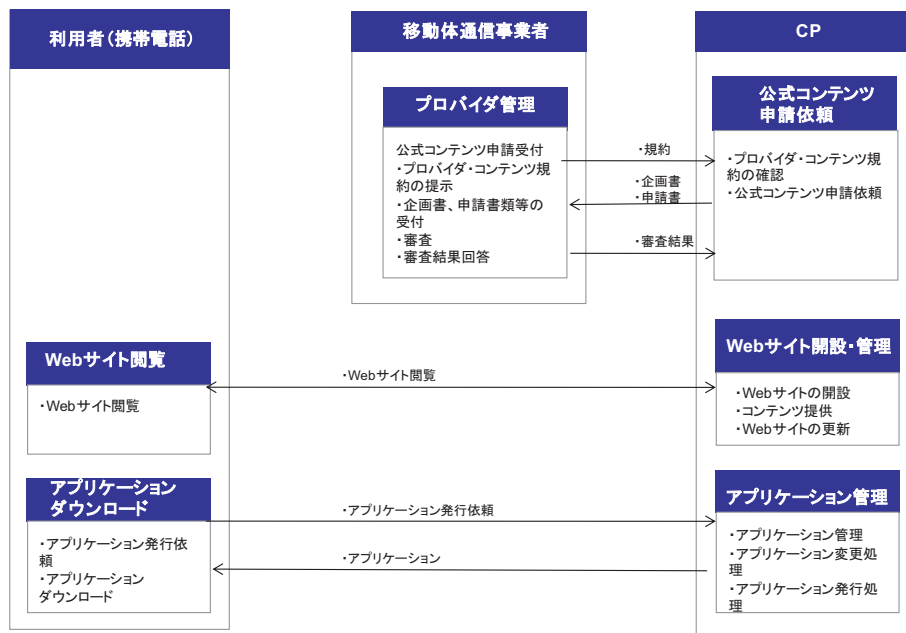 利用者(携帯電話)
移動体通信事業者
CP
プロバイダ管理
公式コンテンツ申請受付
・プロバイダ・コンテンツ規
約の提示
・企画書、申請書類等の
受付
・審査
・審査結果回答
・規約
・企画書
・申請書
・審査結果
公式コンテンツ
申請依頼
・プロバイダ・コンテンツ規
約の確認
・公式コンテンツ申請依頼
Webサイト閲覧
・Webサイト閲覧
・Webサイト閲覧
Webサイト開設・管理
・Webサイトの開設
・コンテンツ提供
・Webサイトの更新
アプリケーション
ダウンロード
・アプリケーション発行依
頼
・アプリケーション
ダウンロード
・アプリケーション発行依頼
・アプリケーション
アプリケーション管理
・アプリケーション管理
・アプリケーション変更処
理
・アプリケーション発行処
理